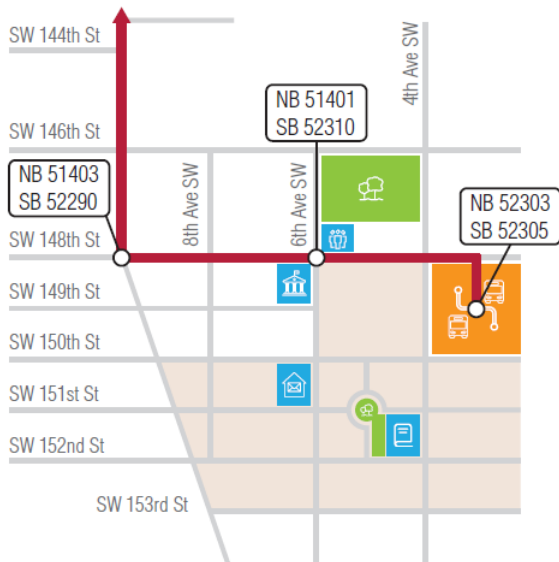 SW 144th St
4th Ave SW
NB 51401
SB 52310
SW 146th St
NB 51403
SB 52290
8th Ave SW
6th Ave SW
NB 52303
SB 52305
SW 148th St
SW 149th St
SW 150th St
SW 151st St
SW 152nd St
SW 153rd St